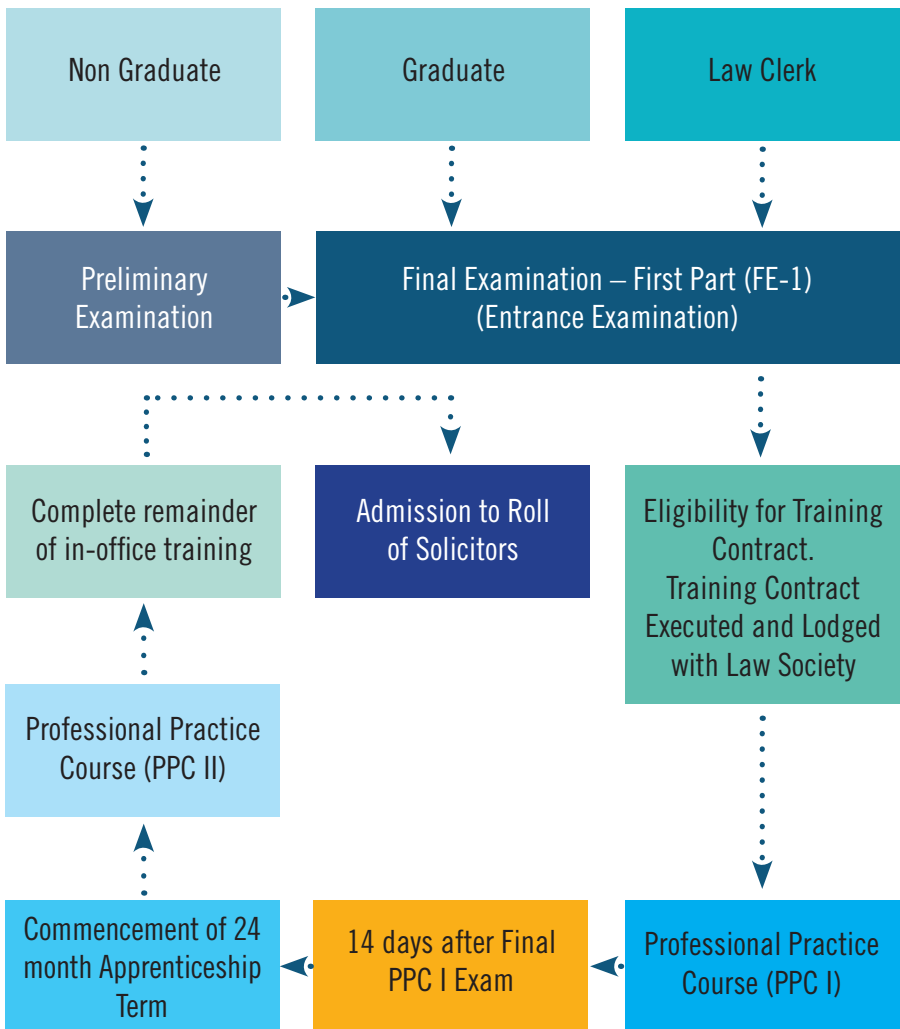 Non Graduate
Graduate
Law Clerk
Preliminary
Examination
Final Examination – First Part (FE-1)
(Entrance Examination)
Complete remainder
of in-office training
Admission to Roll
of Solicitors
Eligibility for Training
Contract.
Training Contract
Executed and Lodged
with Law Society
Professional Practice
Course (PPC II)
Commencement of 24
month Apprenticeship
Term
14 days after Final
PPC I Exam
Professional Practice
Course (PPC I)